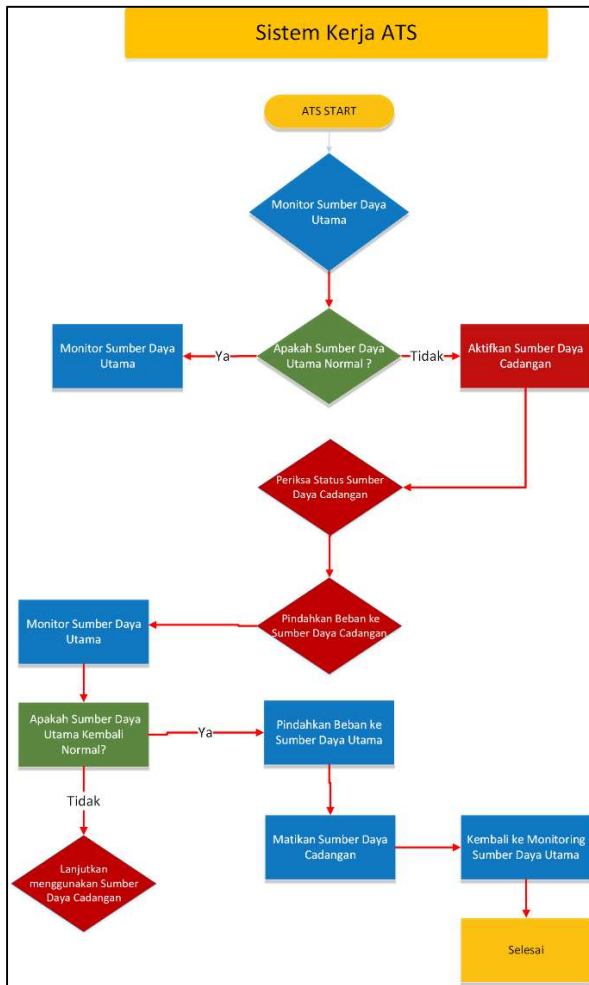 Sistem Kerja ATS
ATS START
Monitor Sumber Daya
Utama
Monitor Sumber Daya
Utama
Ya
Apakah Sumber Daya
Utama Normal ?
Tidak
Aktifkan Sumber Daya
Cadangan
Periksa Status Sumber
Daya Cadangan
Pindahkan Beban ke
Sumber Daya Cadangan
Monitor Sumber Daya
Utama
Apakah Sumber Daya
Utama Kembali
Normal?
Ya
Pindahkan Beban ke
Sumber Daya Utama
Tidak
Lanjutkan
menggunakan Sumber
Daya Cadangan
Matikan Sumber Daya
Cadangan
Kembali ke Monitoring
Sumber Daya Utama
Selesai